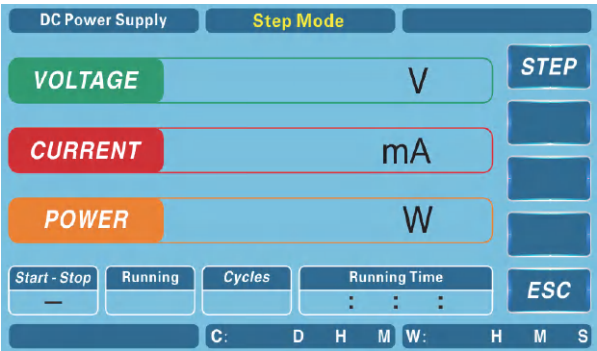 DC Power Supply Step Mode
VOLTAGE V STEP
CURRENT mA
POWER W
Start - Stop Running Cycles Running Time ESC
— : : :
C: D H M W: H M S